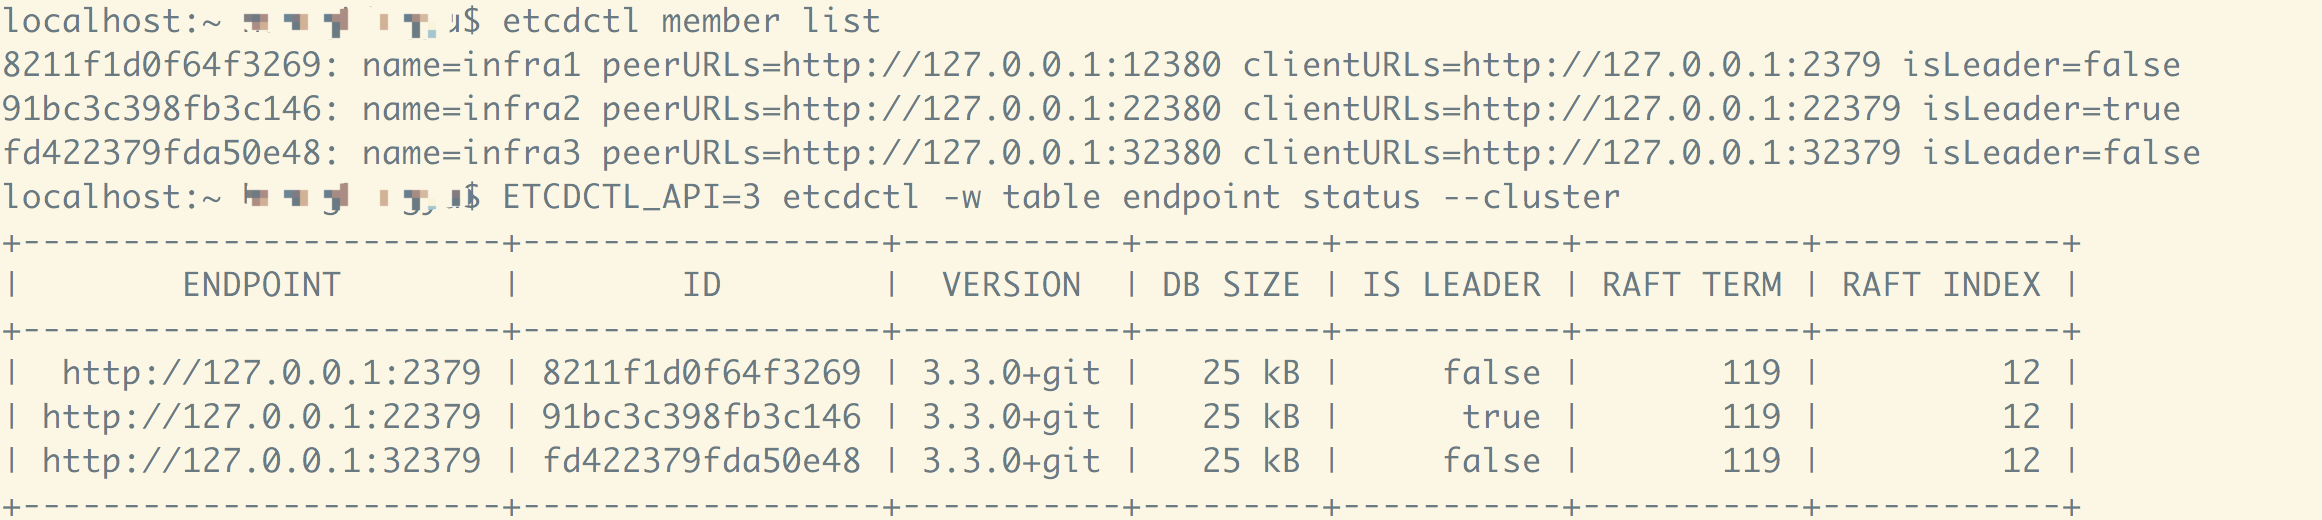 localhost:~ $ etcdctl member list
8211f1d0f64f3269: name=infra1 peerURLs=http://127.0.0.1:12380 clientURLs=http://127.0.0.1:2379 isLeader=false
91bc3c398fb3c146: name=infra2 peerURLs=http://127.0.0.1:22380 clientURLs=http://127.0.0.1:22379 isLeader=true
fd422379fda50e48: name=infra3 peerURLs=http://127.0.0.1:32380 clientURLs=http://127.0.0.1:32379 isLeader=false
localhost:~ $ ETCDCTL_API=3 etcdctl -w table endpoint status --cluster
+------------------------+------------------+-----------+---------+-----------+-----------+------------+
|        ENDPOINT        |        ID        |  VERSION  | DB SIZE | IS LEADER | RAFT TERM | RAFT INDEX |
+------------------------+------------------+-----------+---------+-----------+-----------+------------+
|  http://127.0.0.1:2379 | 8211f1d0f64f3269 | 3.3.0+git |   25 kB |     false |       119 |         12 |
| http://127.0.0.1:22379 | 91bc3c398fb3c146 | 3.3.0+git |   25 kB |      true |       119 |         12 |
| http://127.0.0.1:32379 | fd422379fda50e48 | 3.3.0+git |   25 kB |     false |       119 |         12 |
+------------------------+------------------+-----------+---------+-----------+-----------+------------+